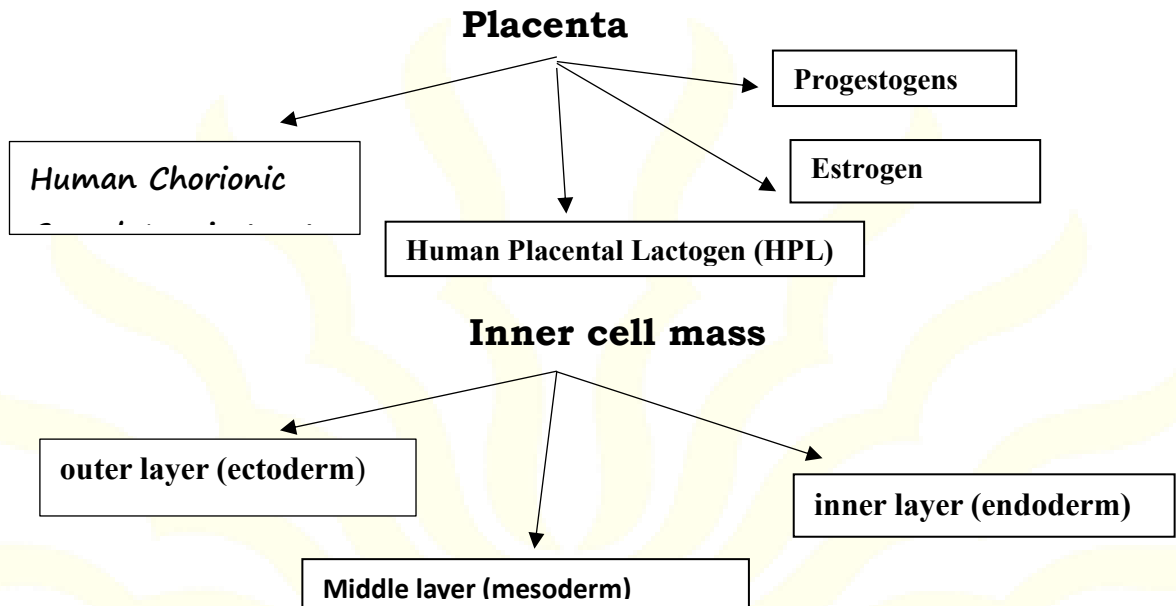 Placenta
Progestogens
Human Chorionic
Estrogen
Human Placental Lactogen (HPL)
Inner cell mass
outer layer (ectoderm)
inner layer (endoderm)
Middle layer (mesoderm)